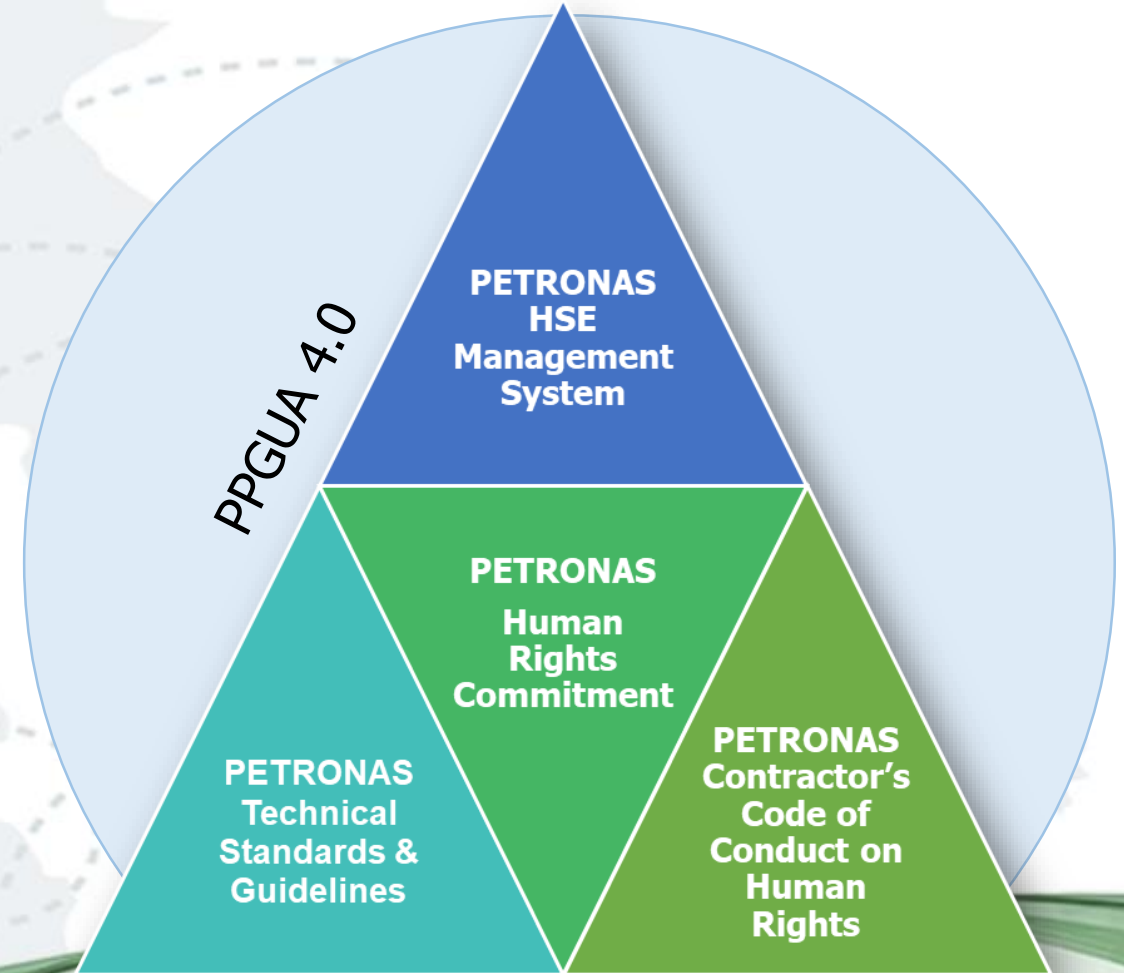 PPGUA 4.0
PETRONAS
HSE
Management
System
PETRONAS
Human
Rights
Commitment
PETRONAS
Technical
Standards &
Guidelines
PETRONAS
Contractor’s
Code of
Conduct on
Human
Rights